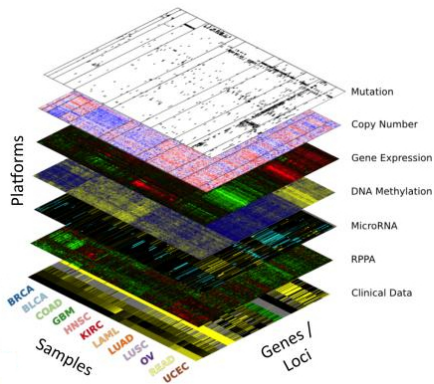 Mutation
Copy Number
Gene Expression
DNA Methylation
MicroRNA
RPPA
Clinical Data
Platforms
BRCA
BLCA
COAD
GBM
HNSC
KIRC
LAML
LUAD
LUSC
OV
READ
UCEC
Samples
Genes /
Loci